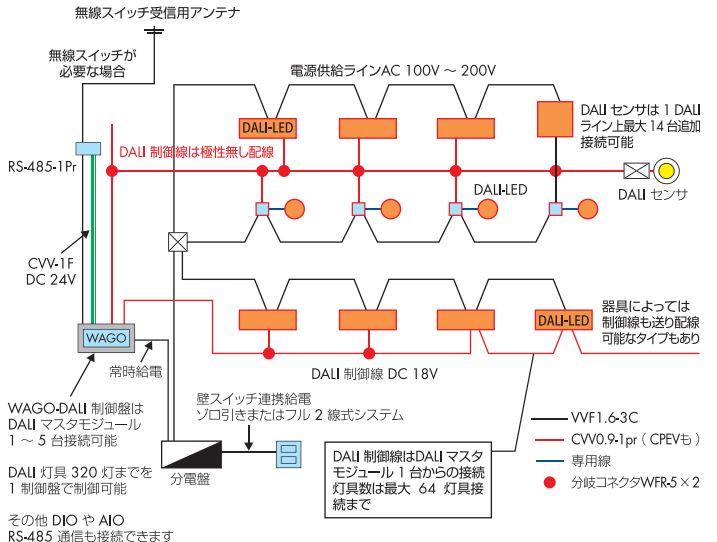 無線スイッチ受信用アンテナ
無線スイッチが
必要な場合
電源供給ラインAC 100V ～ 200V
DALI-LED
DALI センサは 1 DALI
ライン上最大 14 台追加
接続可能
RS-485-1Pr
DALI 制御線は極性無し配線
DALI-LED
DALI センサ
CVV-1F
DC 24V
WAGO
常時給電
DALI-LED
器具によっては
制御線も送り配線
可能なタイプもあり
DALI 制御線 DC 18V
WAGO-DALI 制御盤は
DALI マスタモジュール
1 ～ 5 台接続可能
壁スイッチ連携給電
ゾロ引きまたはフル 2 線式システム
DALI 灯具 320 灯までを
1 制御盤で制御可能
分電盤
DALI 制御線はDALI マスタ
モジュール 1 台からの接続
灯具数は最大 64 灯具接
続まで
VVF1.6-3C
CVV0.9-1pr ( CPEVも )
専用線
分岐コネクタWFR-5 × 2
その他 DIO や AIO
RS-485 通信も接続できます